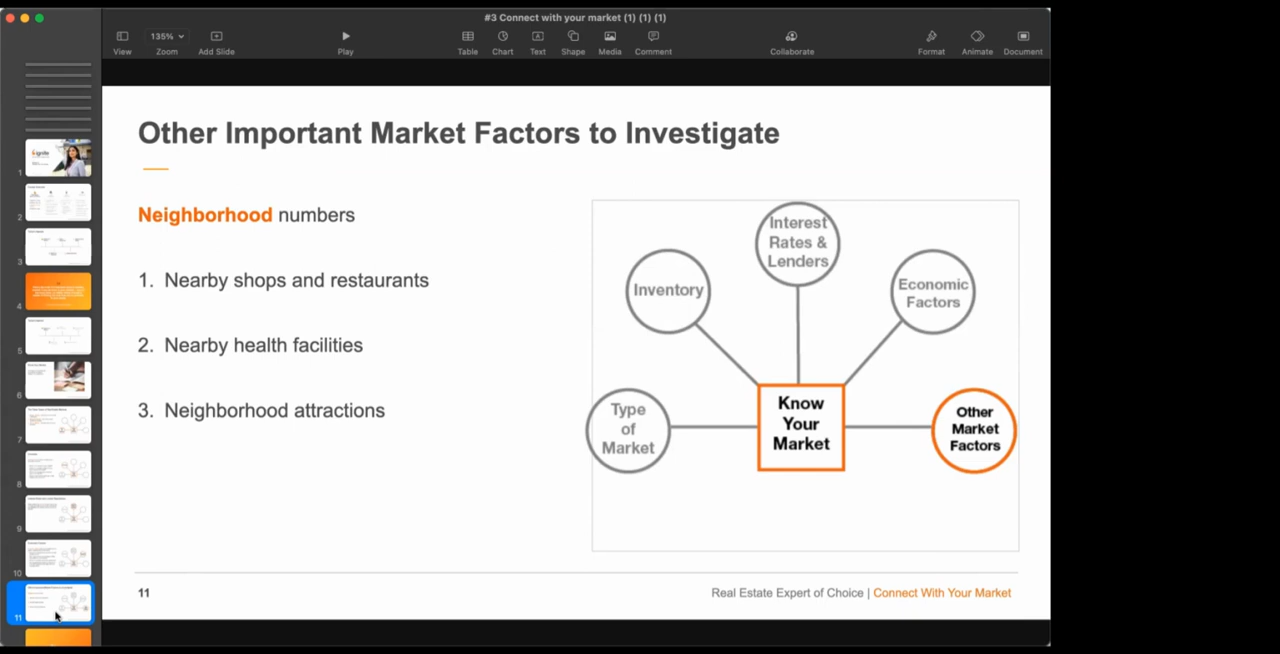 #3 Connect with your market (1) (1) (1)
135%
View
Zoom
Add Slide
Play
Table
Chart
Text
Shape
Media
Comment
Collaborate
Format
Animate
Document
1
2
3
4
5
6
7
8
9
10
11
Other Important Market Factors to Investigate
Neighborhood numbers
1. Nearby shops and restaurants
2. Nearby health facilities
3. Neighborhood attractions
Interest
Rates &
Lenders
Inventory
Economic
Factors
Type
of
Market
Know
Your
Market
Other
Market
Factors
11
Real Estate Expert of Choice | Connect With Your Market